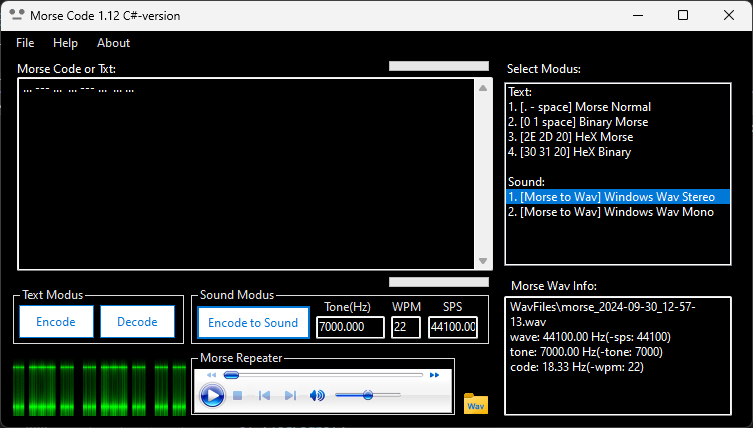 Morse Code 1.12 C#-version
File Help About
Morse Code or Txt:
... --- ...  ... --- ...  ... ...
Select Modus:
Text:
1. [. - space] Morse Normal
2. [0 1 space] Binary Morse
3. [2E 2D 20] HeX Morse
4. [30 31 20] HeX Binary
Sound:
1. [Morse to Wav] Windows Wav Stereo
2. [Morse to Wav] Windows Wav Mono
Text Modus
Encode
Decode
Sound Modus
Encode to Sound
Tone(Hz) WPM SPS
7000.000 22 44100.00
Morse Repeater
Wav
Morse Wav Info:
WavFiles\morse_2024-09-30_12-57-
13.wav
wave: 44100.00 Hz(-sps: 44100)
tone: 7000.00 Hz(-tone: 7000)
code: 18.33 Hz(-wpm: 22)